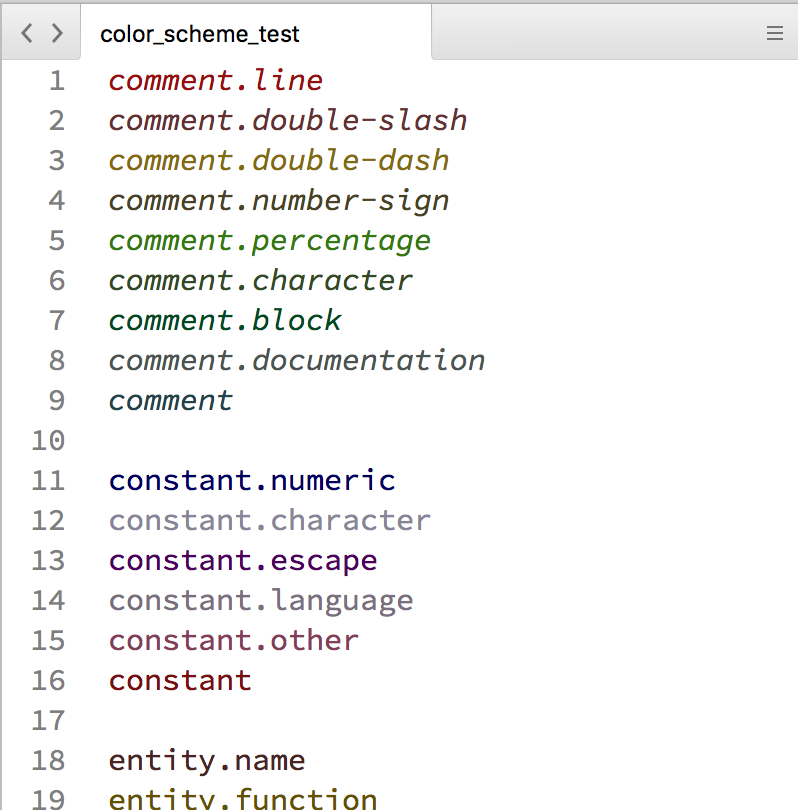 color_scheme_test
1 comment.line
2 comment.double-slash
3 comment.double-dash
4 comment.number-sign
5 comment.percentage
6 comment.character
7 comment.block
8 comment.documentation
9 comment
10
11 constant.numeric
12 constant.character
13 constant.escape
14 constant.language
15 constant.other
16 constant
17
18 entity.name
19 entity.function